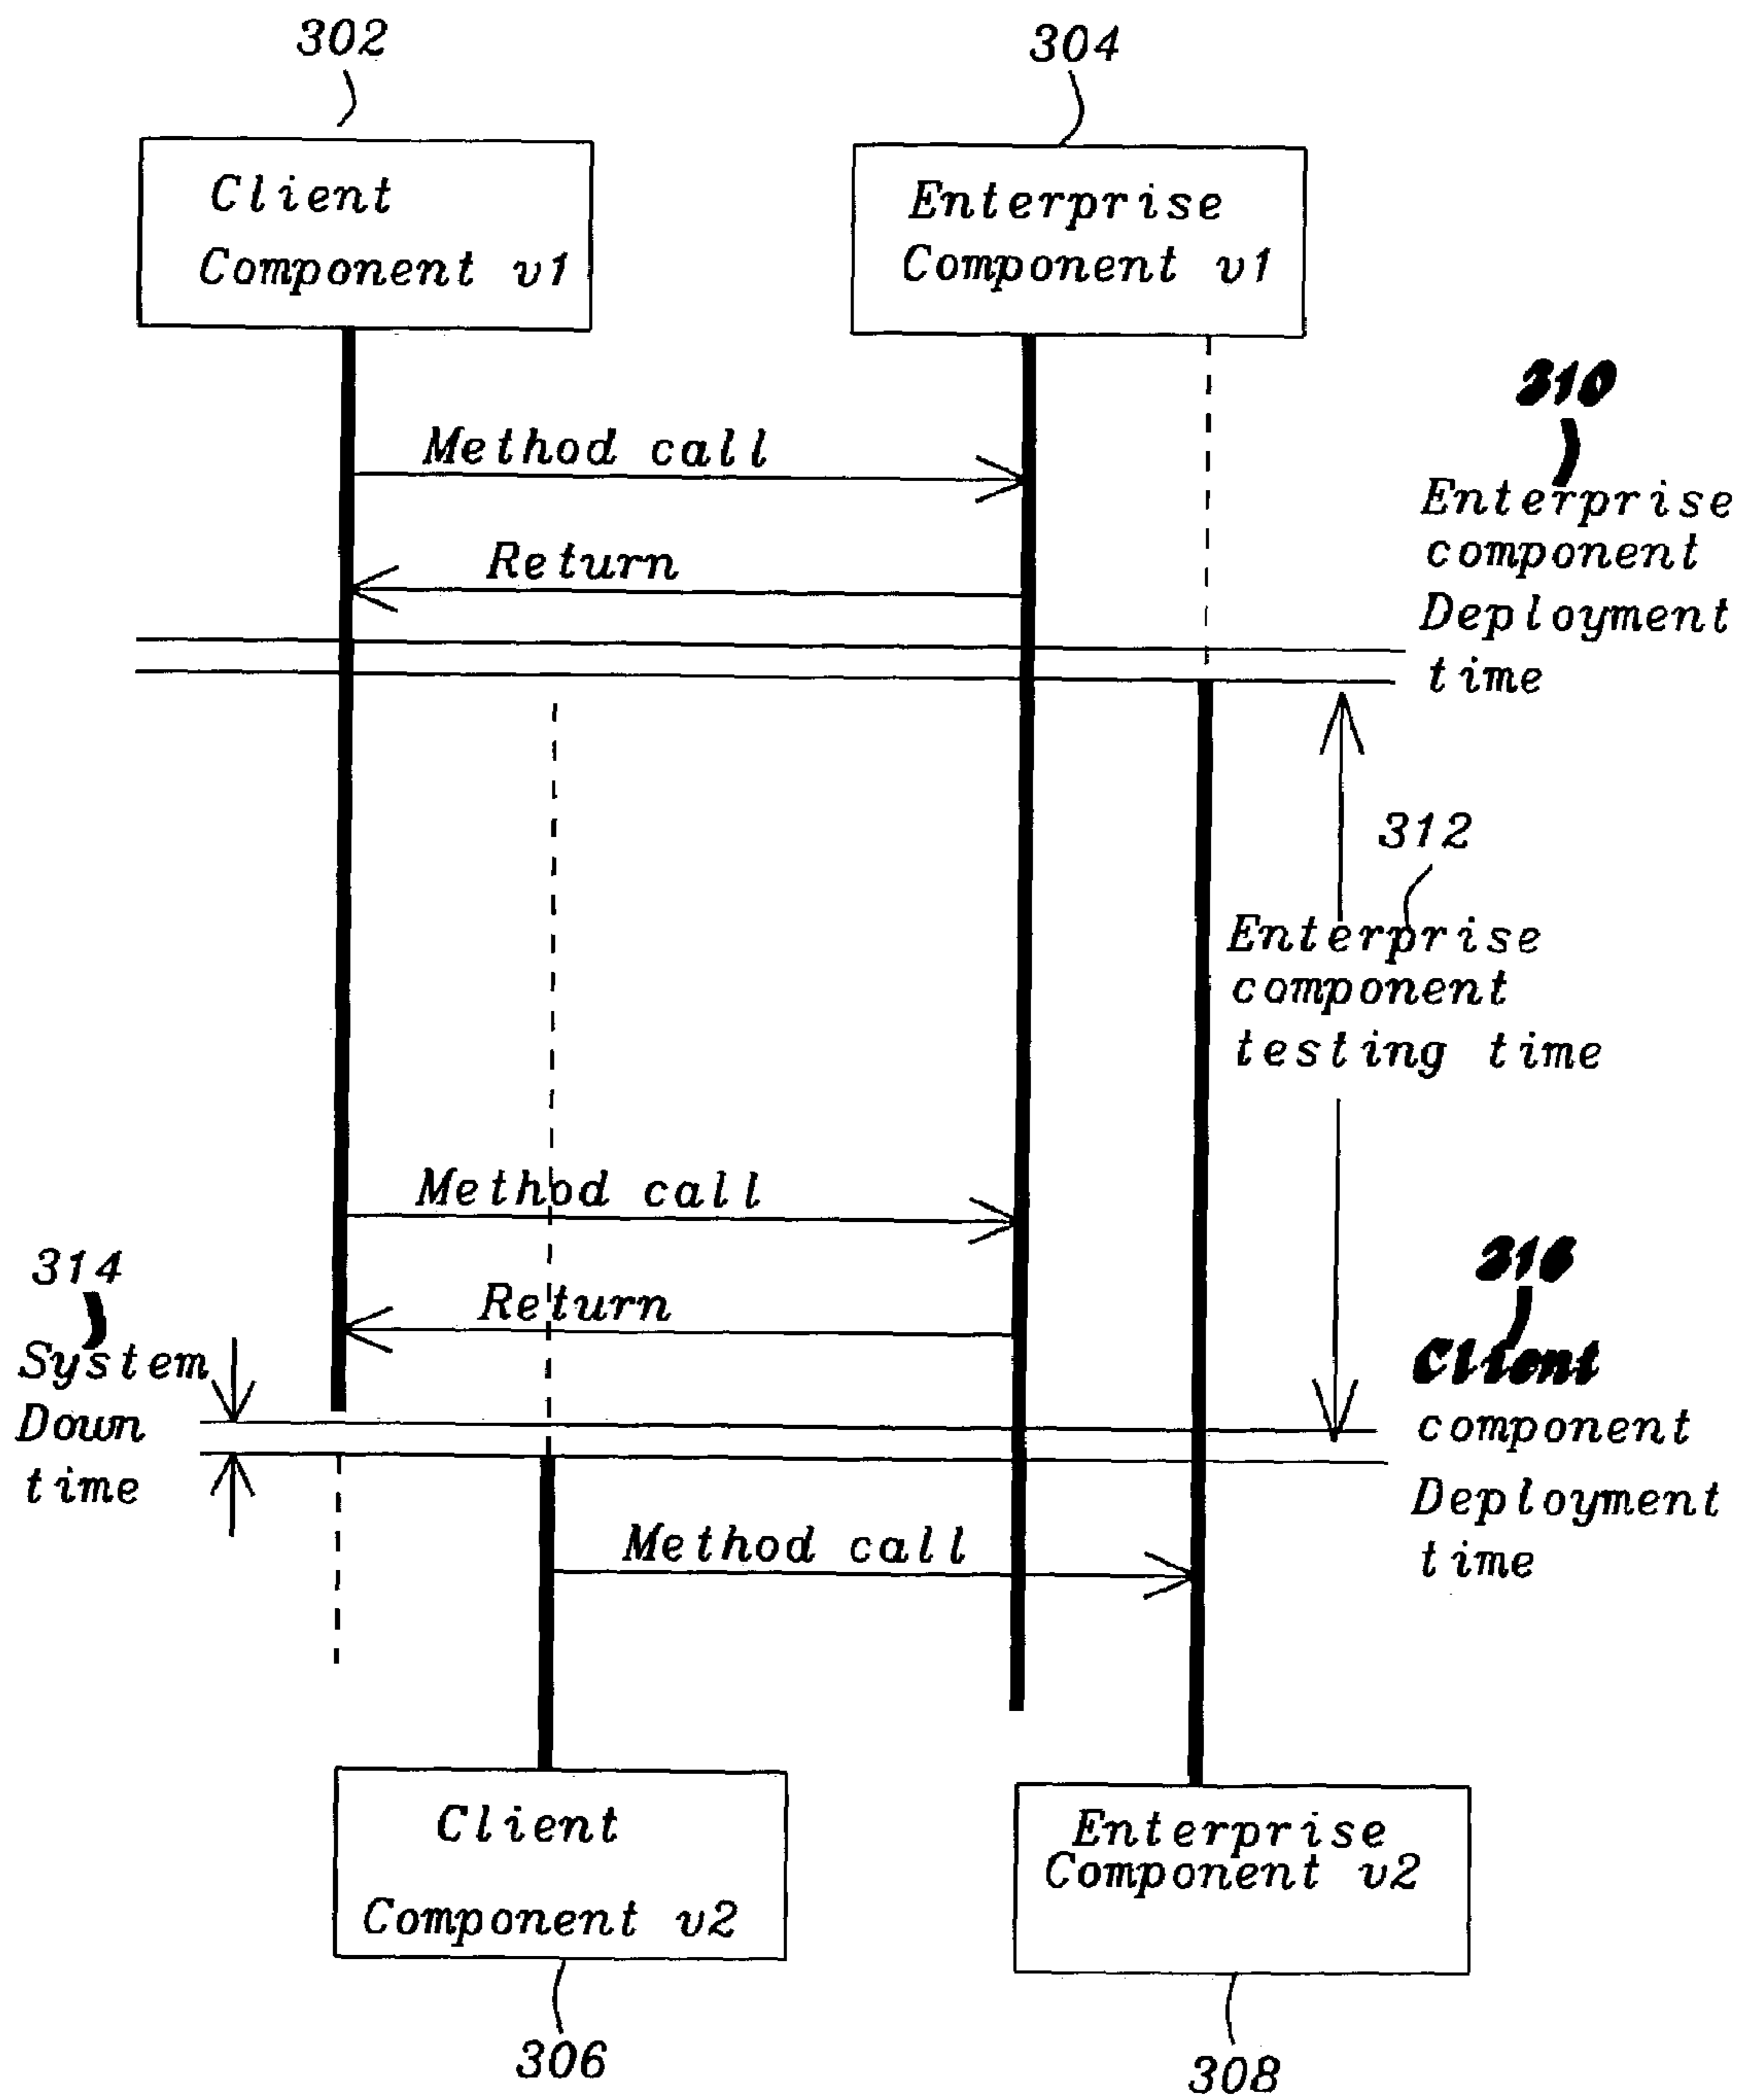 302
304
Client
Component v1
Enterprise
Component v1
310
Method call
Enterprise
component
Deployment
time
Return
312
Enterprise
component
testing time
Method call
314
System
Down
time
316
Client
component
Deployment
time
Return
Method call
Client
Component v2
Enterprise
Component v2
306
308